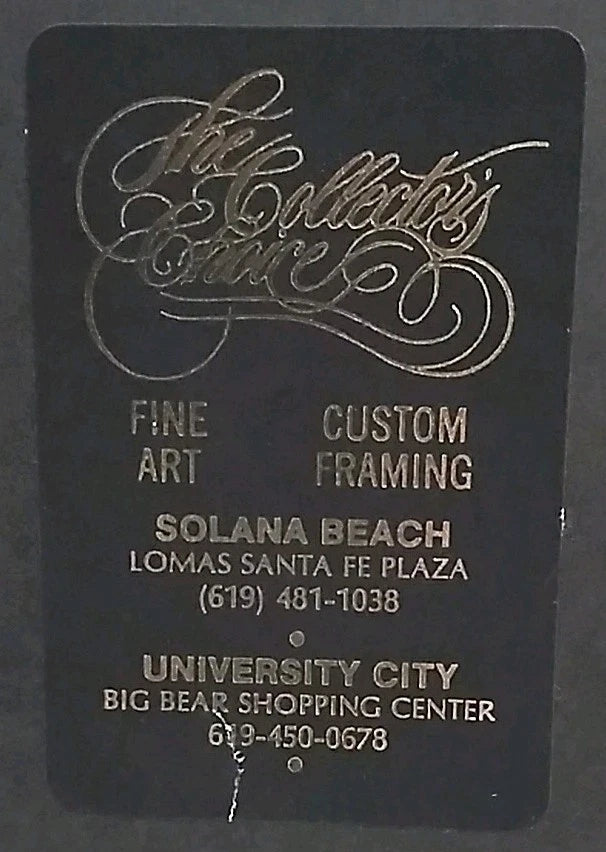 The
Collector's
Choice
FINE ART
CUSTOM FRAMING
SOLANA BEACH
LOMAS SANTA FE PLAZA
(619) 481-1038
UNIVERSITY CITY
BIG BEAR SHOPPING CENTER
619-450-0678